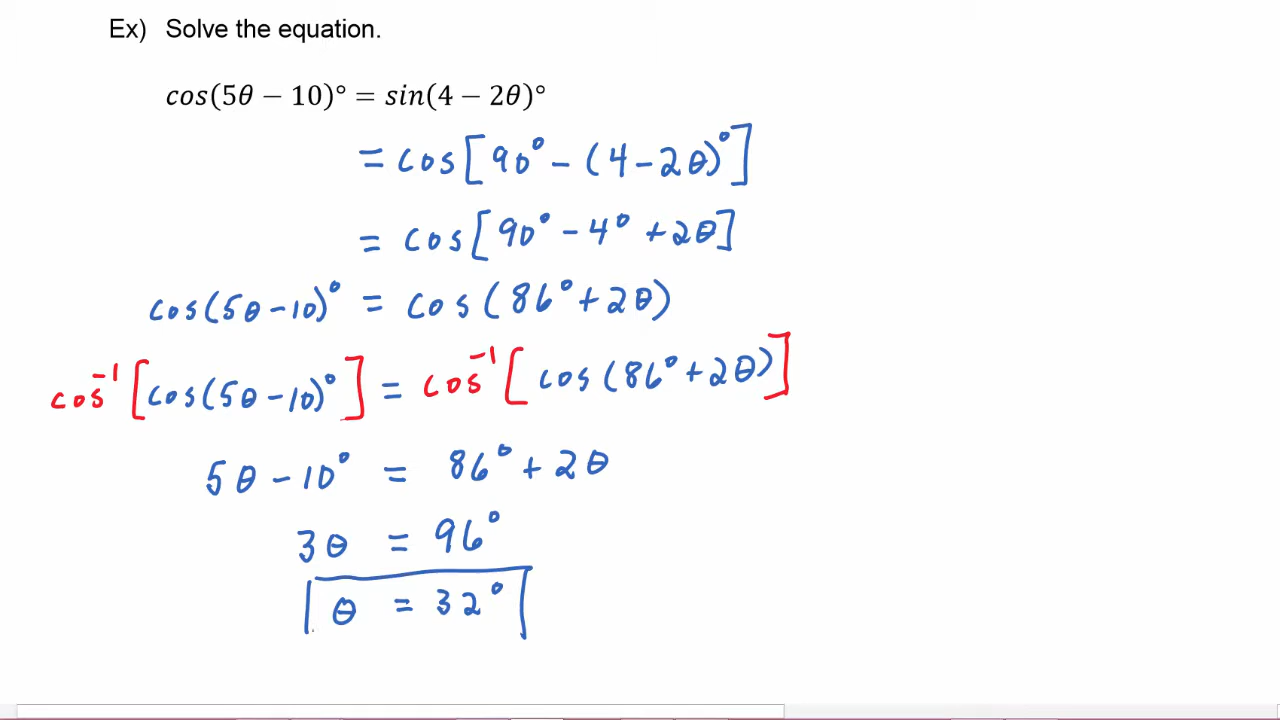 Ex) Solve the equation.
cos(5θ − 10)° = sin(4 − 2θ)°
= cos[90° − (4 − 2θ)°]
= cos[90° − 4° + 2θ]
cos(5θ − 10)° = cos(86° + 2θ)
cos⁻¹[cos(5θ − 10)°] = cos⁻¹[cos(86° + 2θ)]
5θ − 10° = 86° + 2θ
3θ = 96°
θ = 32°